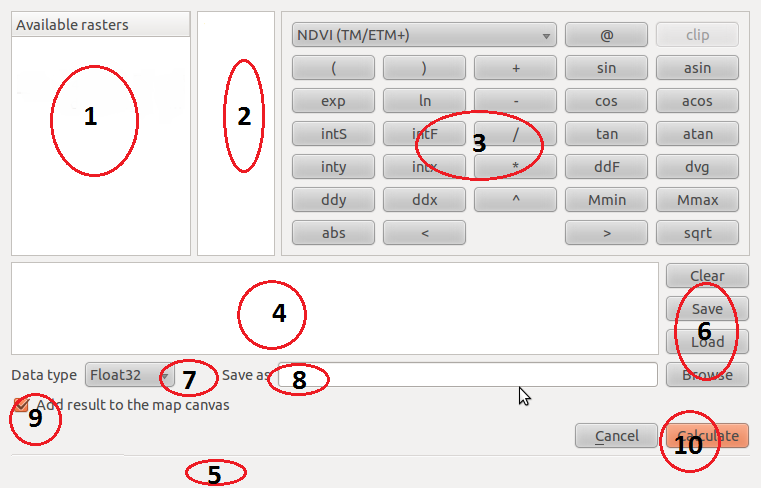 Available rasters
1
2
NDVI (TM/ETM+) @ clip
( ) + sin asin
exp ln - cos acos
intS intF / tan atan
3
inty intx * ddF dvg
ddy ddx ^ Mmin Mmax
abs < > sqrt
4
Clear
Save
6
Load
Data type Float32 7 Save as 8 Browse
9 Add result to the map canvas
Cancel Calculate
10
5